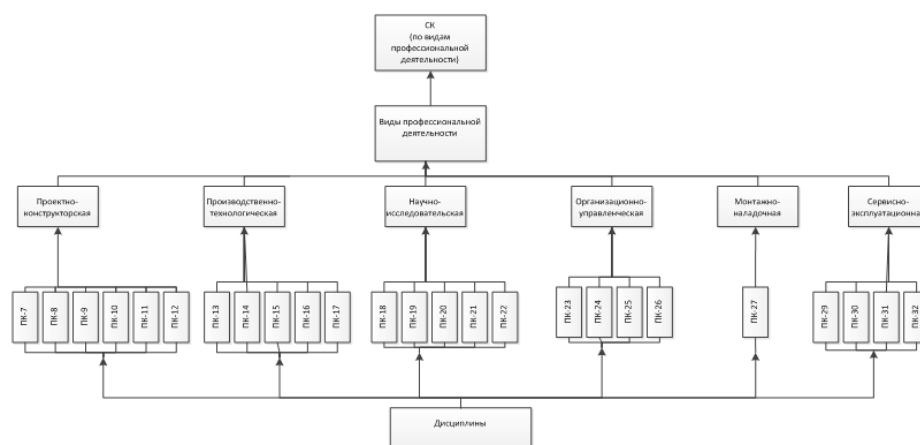 СК
(по видам
профессиональной
деятельности)
Виды профессиональной
деятельности
Проектно-
конструкторская
Производственно-
технологическая
Научно-
исследовательская
Организационно-
управленческая
Монтажно-
наладочная
Сервисно-
эксплуатационная
ПК-7
ПК-8
ПК-9
ПК-10
ПК-11
ПК-12
ПК-13
ПК-14
ПК-15
ПК-16
ПК-17
ПК-18
ПК-19
ПК-20
ПК-21
ПК-22
ПК-23
ПК-24
ПК-25
ПК-26
ПК-27
ПК-29
ПК-30
ПК-31
ПК-32
Дисциплины